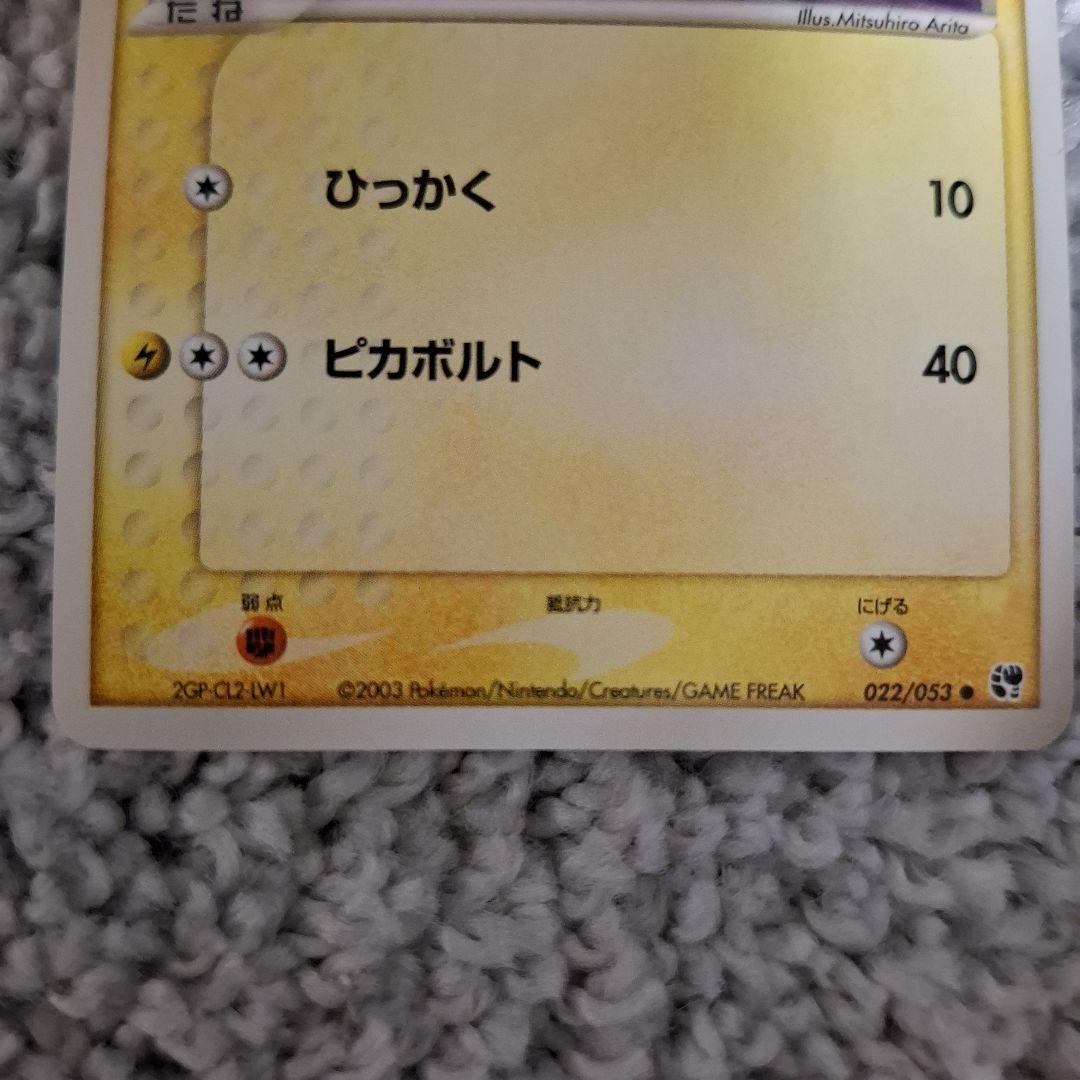 たね
Illus.Mitsuhiro Arita
ひっかく 10
ピカボルト 40
弱点 抵抗力 にげる
2GP-CL2-LW1 ©2003 Pokémon/Nintendo/Creatures/GAME FREAK 022/053 ●